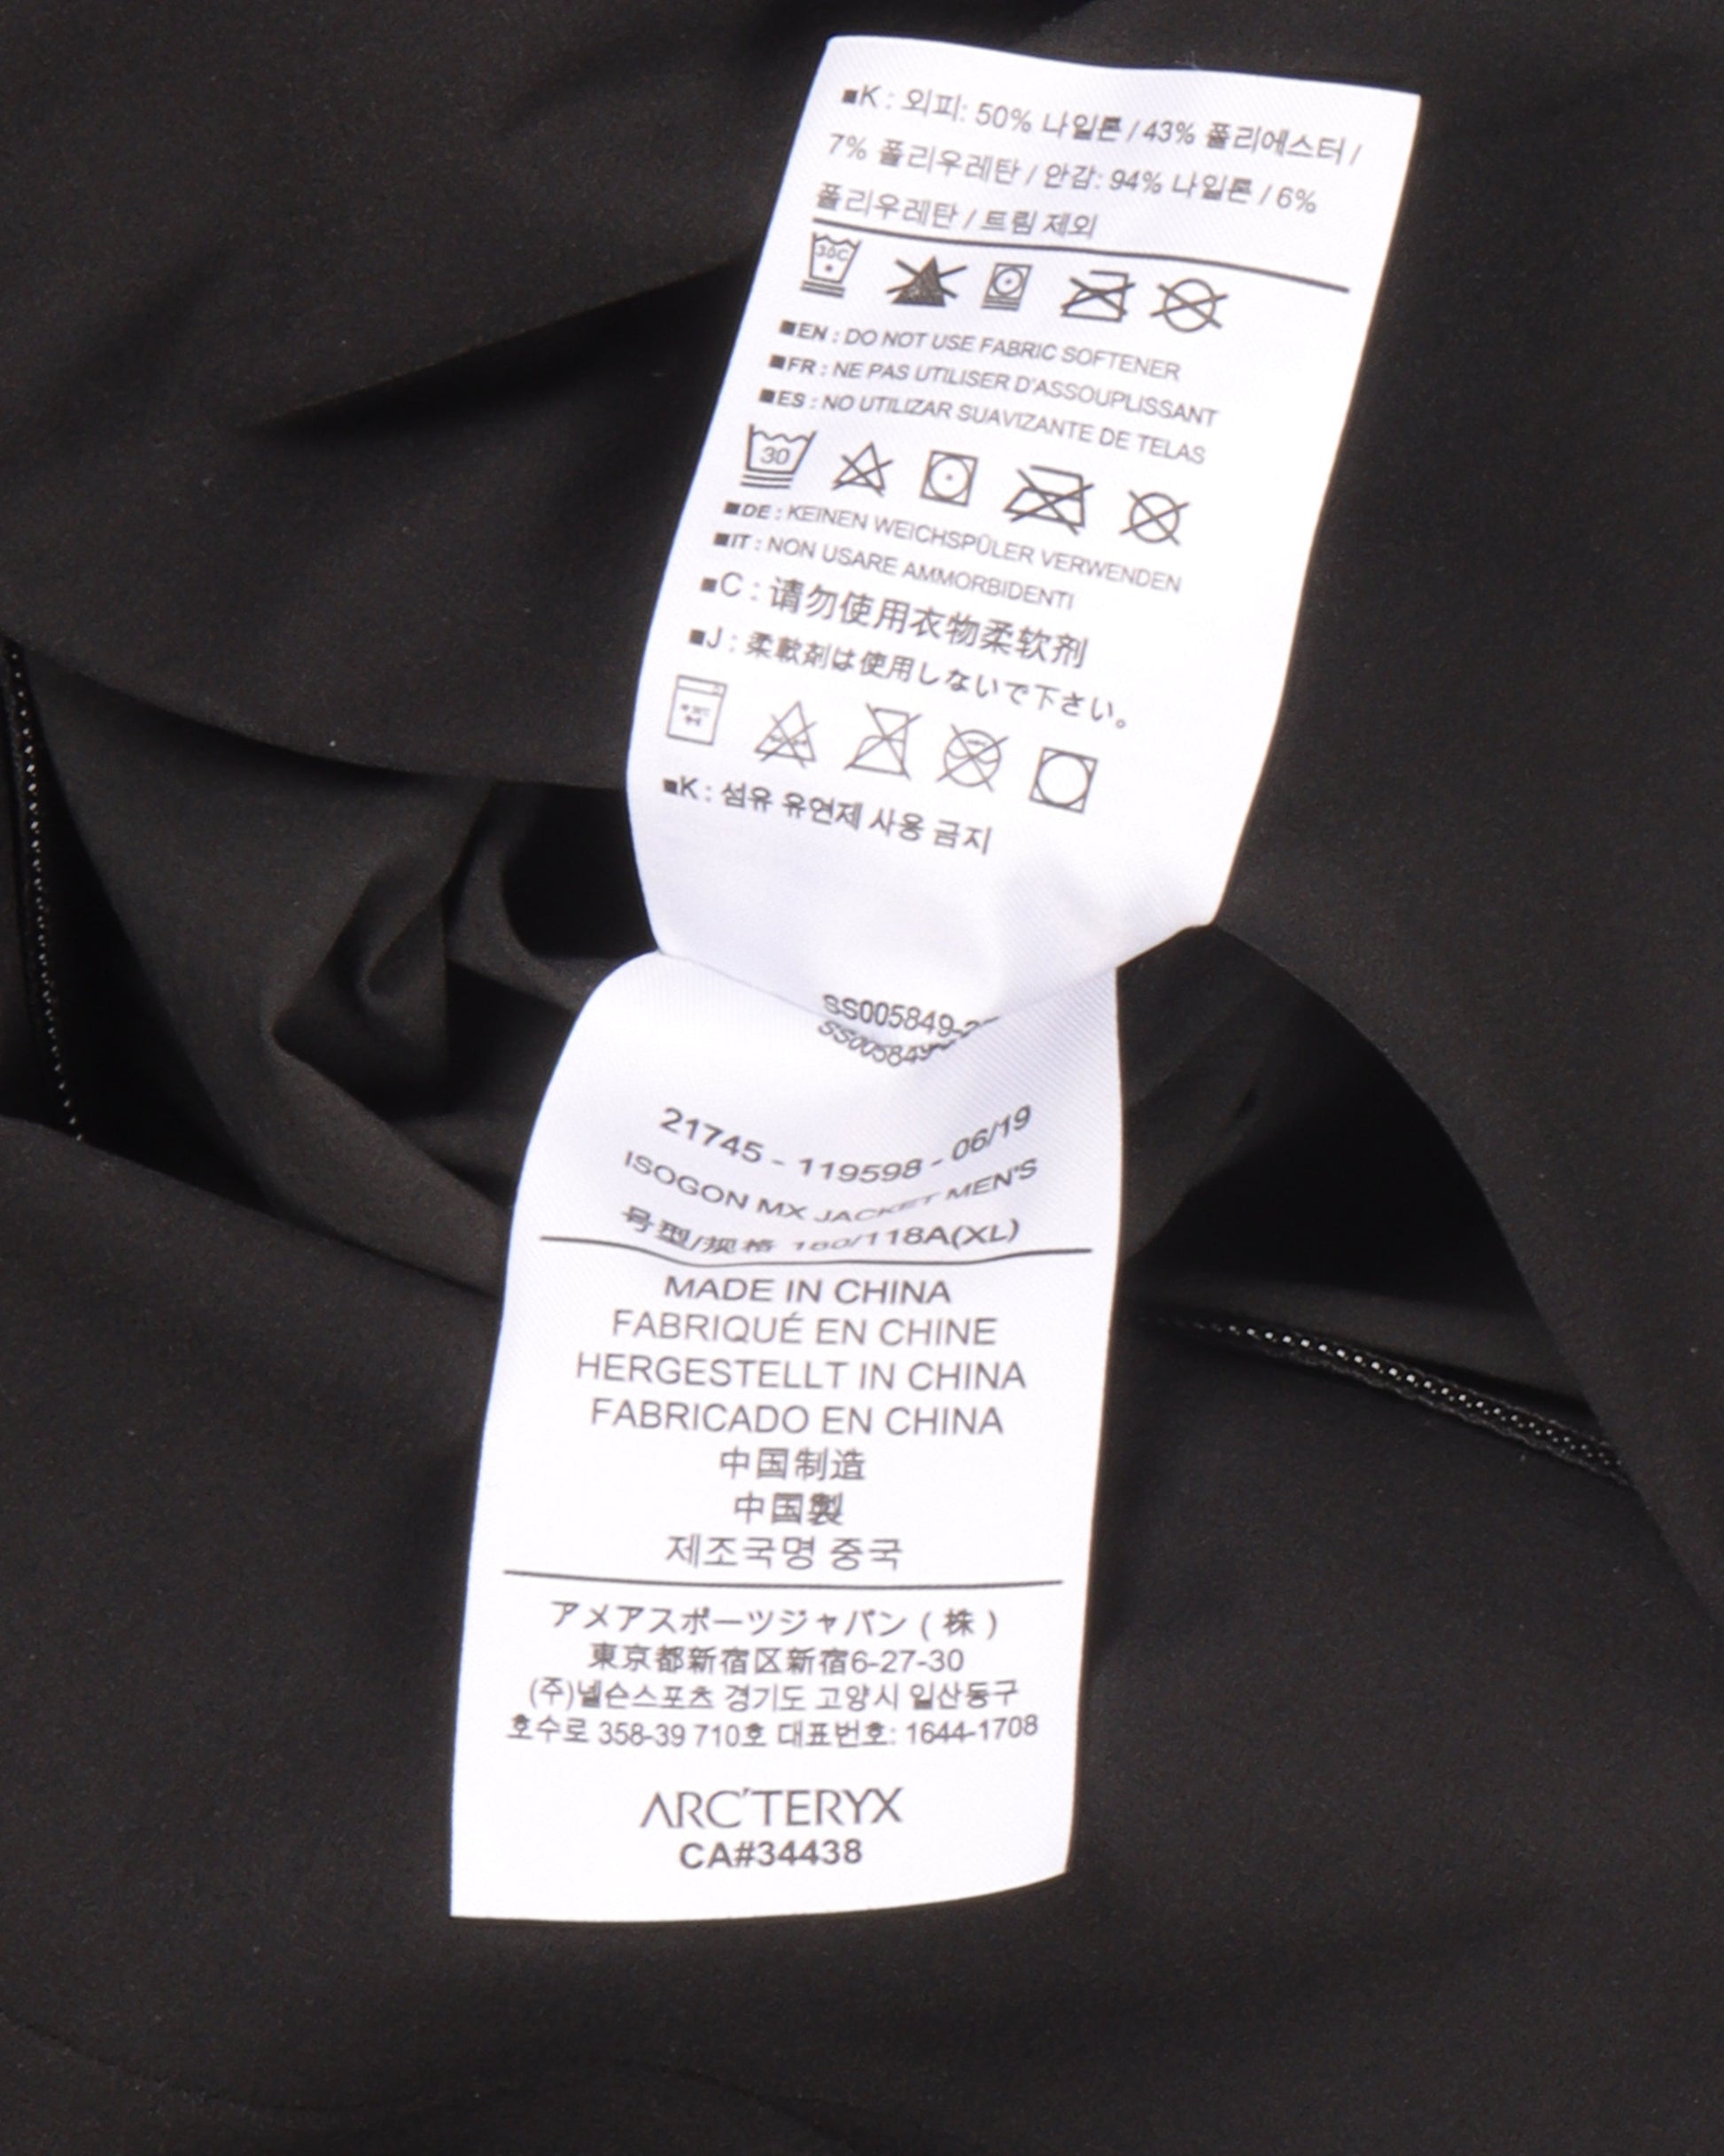 ■K : 외피: 50% 나일론 / 43% 폴리에스터 /
7% 폴리우레탄 / 안감: 94% 나일론 / 6%
폴리우레탄 / 트림 제외
30C
■EN : DO NOT USE FABRIC SOFTENER
■FR : NE PAS UTILISER D'ASSOUPLISSANT
■ES : NO UTILIZAR SUAVIZANTE DE TELAS
30
■DE : KEINEN WEICHSPÜLER VERWENDEN
■IT : NON USARE AMMORBIDENTI
■C : 请勿使用衣物柔软剂
■J : 柔軟剤は使用しないで下さい。
■K : 섬유 유연제 사용 금지
SS005849
SS005849
21745 - 119598 - 06/19
ISOGON MX JACKET MEN'S
号型/规格 /118A(XL)
MADE IN CHINA
FABRIQUÉ EN CHINE
HERGESTELLT IN CHINA
FABRICADO EN CHINA
中国制造
中国製
제조국명 중국
アメアスポーツジャパン ( 株 )
東京都新宿区新宿6-27-30
(주)넬슨스포츠 경기도 고양시 일산동구
호수로 358-39 710호 대표번호: 1644-1708
ARC'TERYX
CA#34438